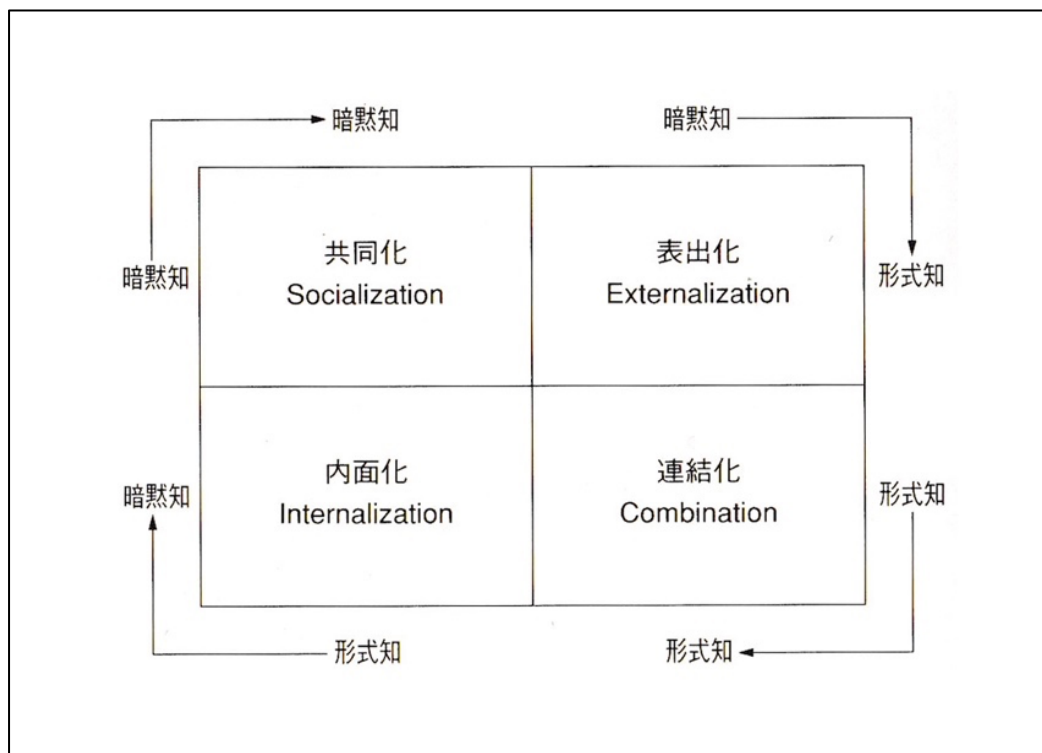 暗黙知
暗黙知
共同化
Socialization
表出化
Externalization
暗黙知
形式知
内面化
Internalization
連結化
Combination
暗黙知
形式知
形式知
形式知